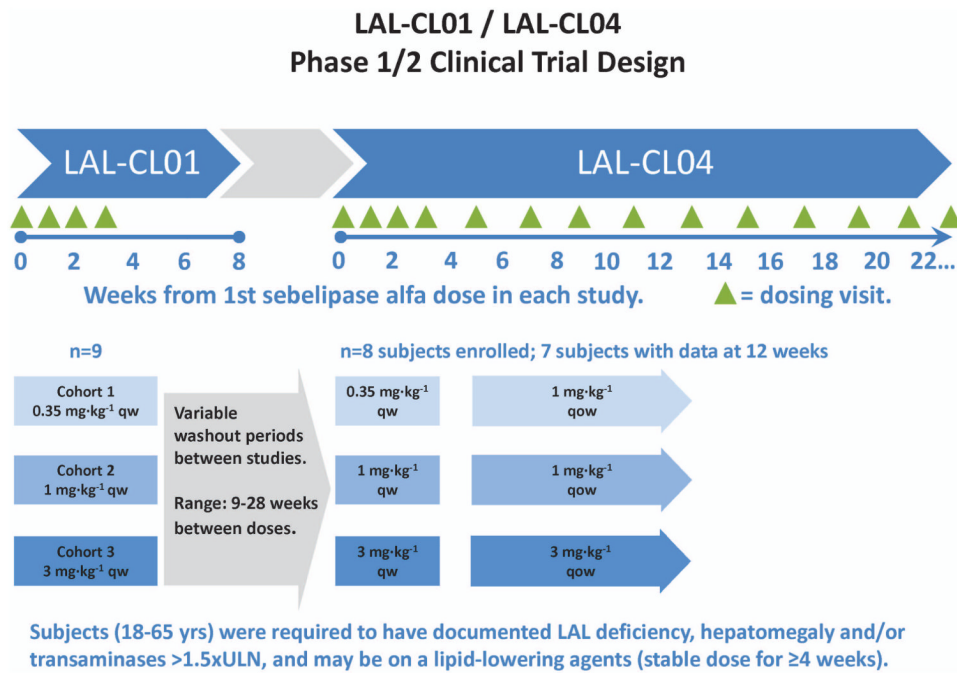 LAL-CL01 / LAL-CL04
Phase 1/2 Clinical Trial Design
LAL-CL01
LAL-CL04
0 2 4 6 8
0 2 4 6 8 10 12 14 16 18 20 22...
Weeks from 1st sebelipase alfa dose in each study.
= dosing visit.
n=9
n=8 subjects enrolled; 7 subjects with data at 12 weeks
Cohort 1
0.35 mg·kg⁻¹ qw
Variable
washout periods
between studies.
Range: 9-28 weeks
between doses.
0.35 mg·kg⁻¹
qw
1 mg·kg⁻¹
qow
Cohort 2
1 mg·kg⁻¹ qw
1 mg·kg⁻¹
qw
1 mg·kg⁻¹
qow
Cohort 3
3 mg·kg⁻¹ qw
3 mg·kg⁻¹
qw
3 mg·kg⁻¹
qow
Subjects (18-65 yrs) were required to have documented LAL deficiency, hepatomegaly and/or
transaminases >1.5xULN, and may be on a lipid-lowering agents (stable dose for ≥4 weeks).